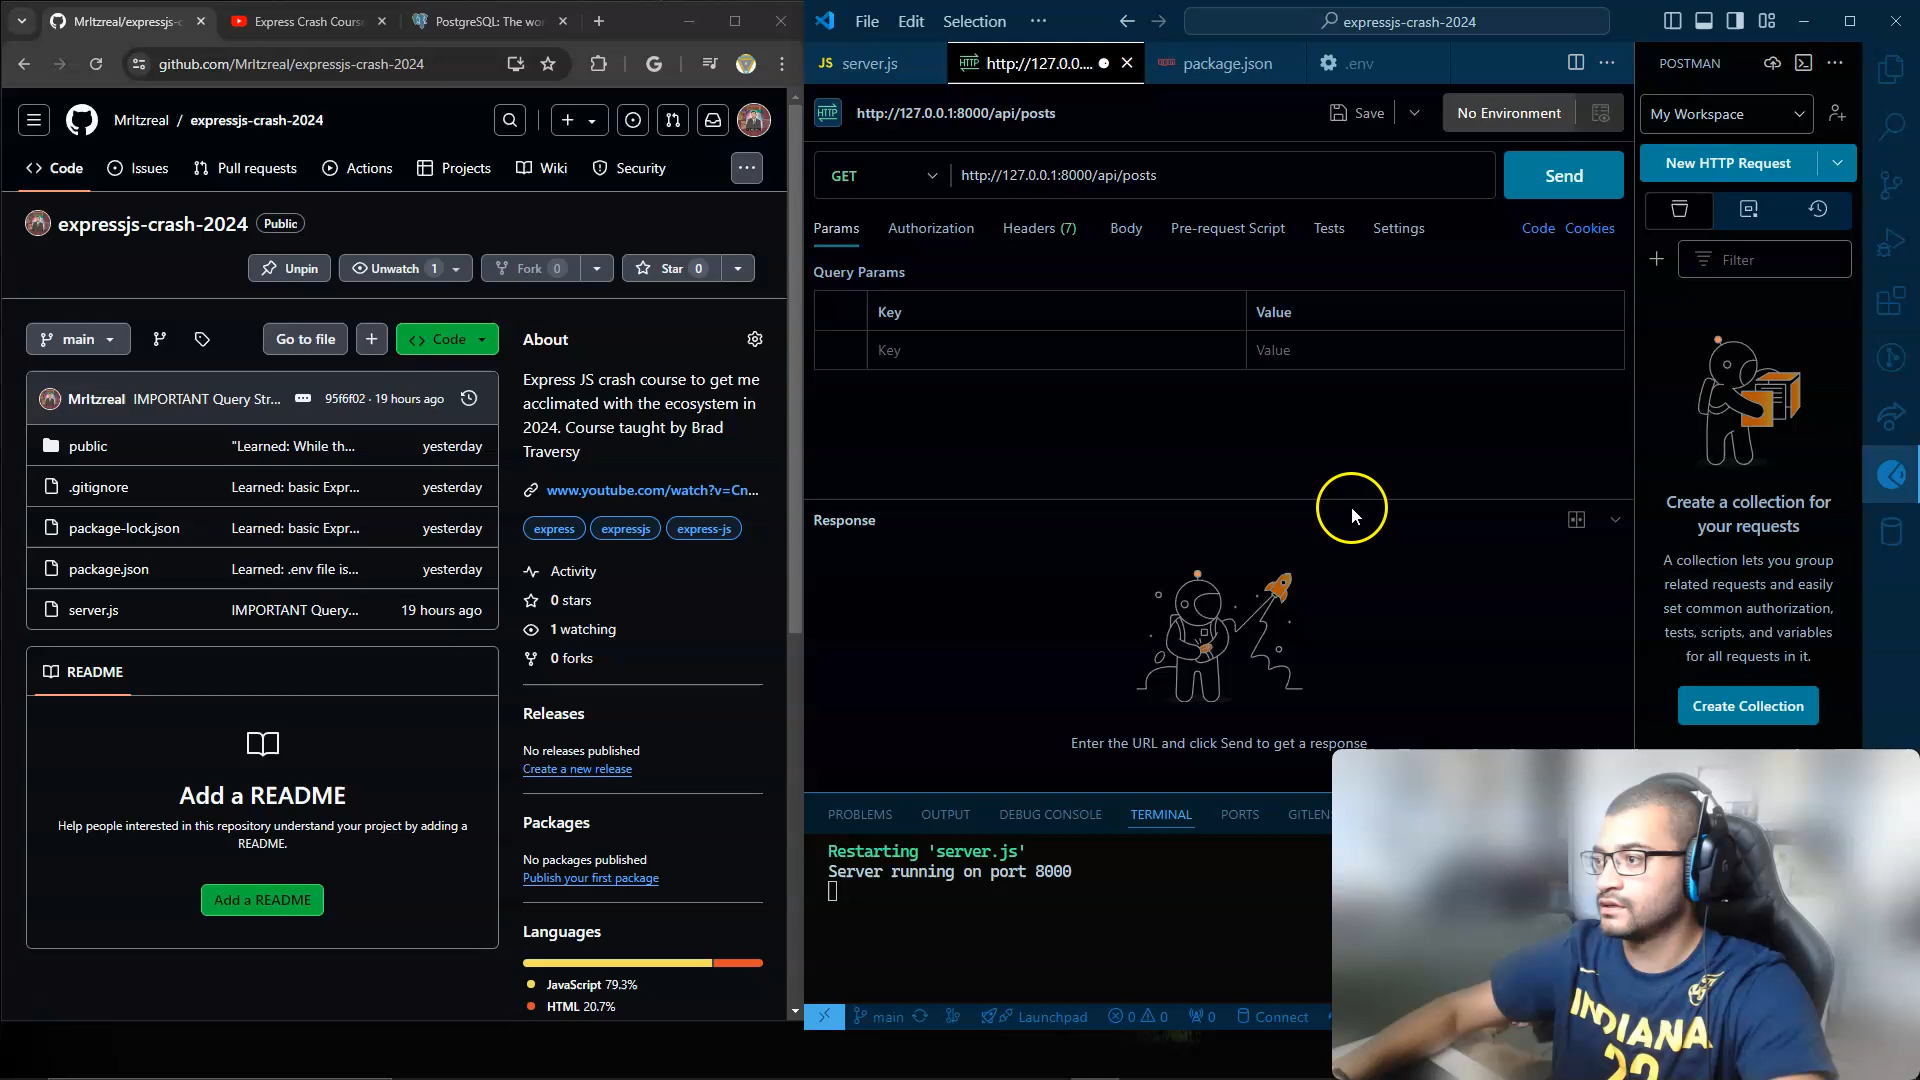 MrItzreal/expressjs-c
Express Crash Cours
PostgreSQL: The wo
github.com/MrItzreal/expressjs-crash-2024
MrItzreal / expressjs-crash-2024
Code
Issues
Pull requests
Actions
Projects
Wiki
Security
expressjs-crash-2024
Public
Unpin
Unwatch 1
Fork 0
Star 0
main
Go to file
Code
MrItzreal IMPORTANT Query Str... 95f6f02 · 19 hours ago
public "Learned: While th... yesterday
.gitignore Learned: basic Expr... yesterday
package-lock.json Learned: basic Expr... yesterday
package.json Learned: .env file is... yesterday
server.js IMPORTANT Query... 19 hours ago
README
Add a README
Help people interested in this repository understand your project by adding a
README.
Add a README
About
Express JS crash course to get me
acclimated with the ecosystem in
2024. Course taught by Brad
Traversy
www.youtube.com/watch?v=Cn...
express
expressjs
express-js
Activity
0 stars
1 watching
0 forks
Releases
No releases published
Create a new release
Packages
No packages published
Publish your first package
Languages
JavaScript 79.3%
HTML 20.7%
File
Edit
Selection
expressjs-crash-2024
JS server.js
HTTP http://127.0....
package.json
.env
HTTP http://127.0.0.1:8000/api/posts
Save
No Environment
GET
http://127.0.0.1:8000/api/posts
Send
Params
Authorization
Headers (7)
Body
Pre-request Script
Tests
Settings
Code
Cookies
Query Params
Key Value
Key Value
Response
Enter the URL and click Send to get a response
PROBLEMS
OUTPUT
DEBUG CONSOLE
TERMINAL
PORTS
GITLENS
Restarting 'server.js'
Server running on port 8000
main
Launchpad
0
0
0
Connect
POSTMAN
My Workspace
New HTTP Request
Filter
Create a collection for
your requests
A collection lets you group
related requests and easily
set common authorization,
tests, scripts, and variables
for all requests in it.
Create Collection
INDIANA
22